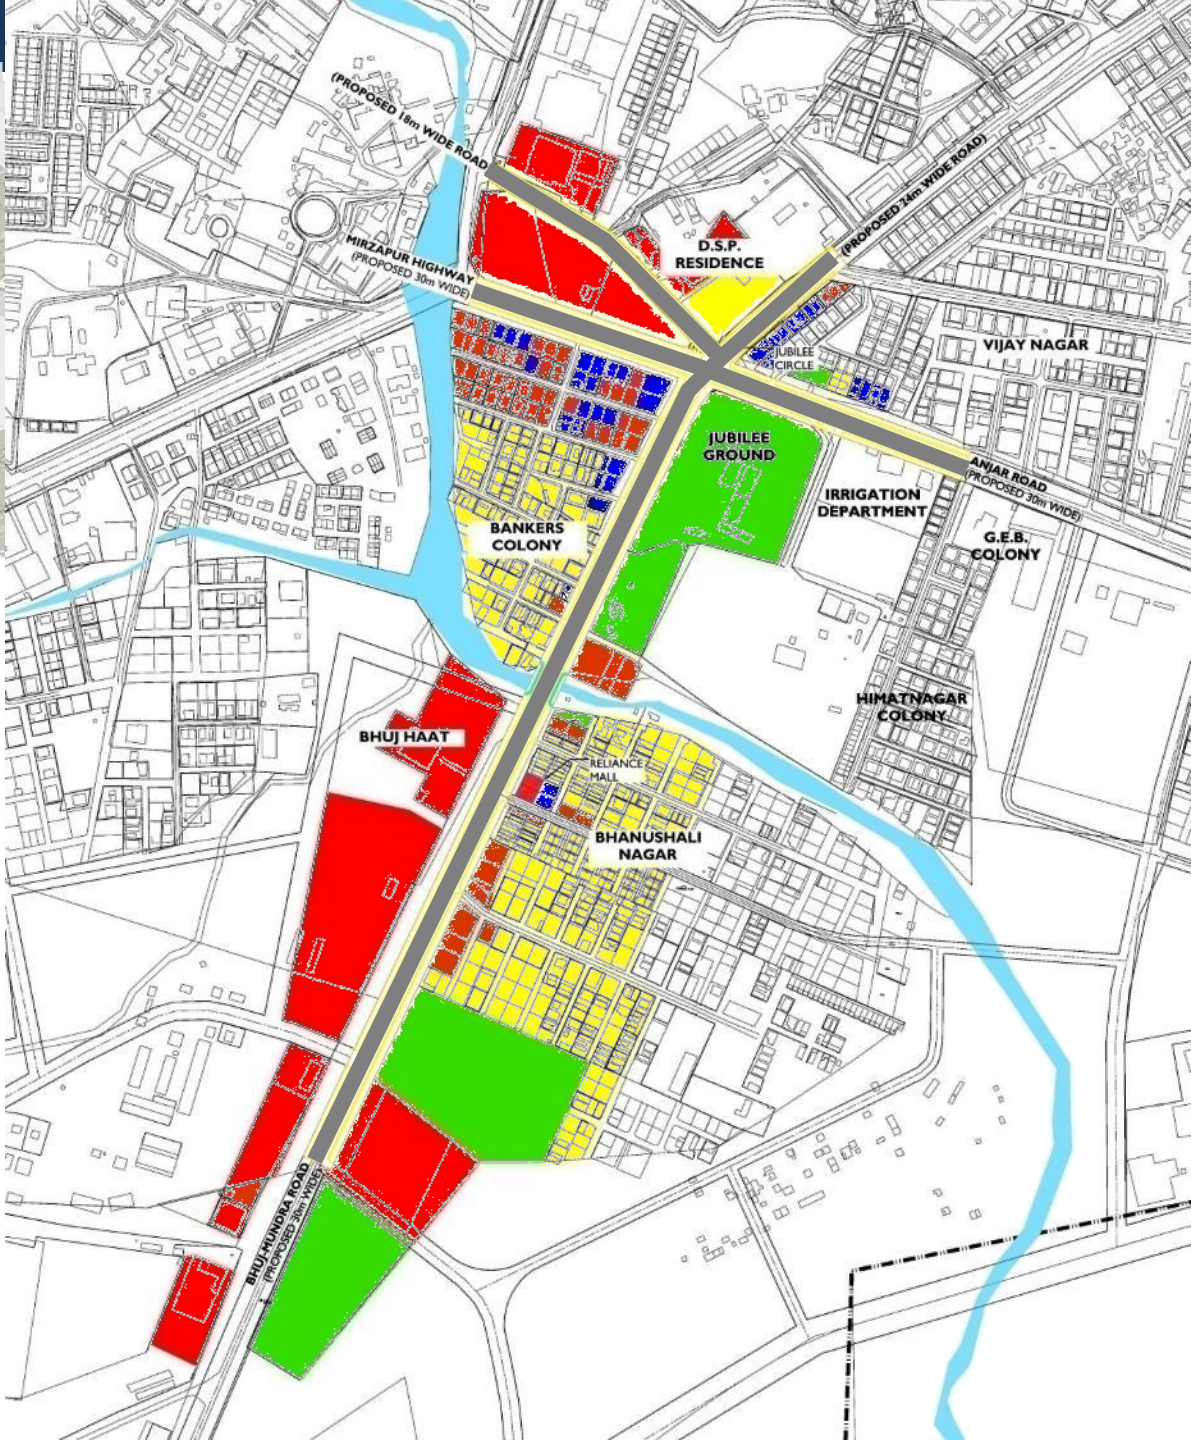 (PROPOSED 18m WIDE ROAD)
(PROPOSED 24m WIDE ROAD)
D.S.P.
RESIDENCE
MIRZAPUR HIGHWAY
(PROPOSED 30m WIDE)
VIJAY NAGAR
JUBILEE
CIRCLE
JUBILEE
GROUND
ANJAR ROAD
(PROPOSED 30m WIDE)
IRRIGATION
DEPARTMENT
BANKERS
COLONY
G.E.B.
COLONY
HIMATNAGAR
COLONY
BHUJ HAAT
RELIANCE
MALL
BHANUSHALI
NAGAR
BHUJ-MUNDRA ROAD
(PROPOSED 30m WIDE)